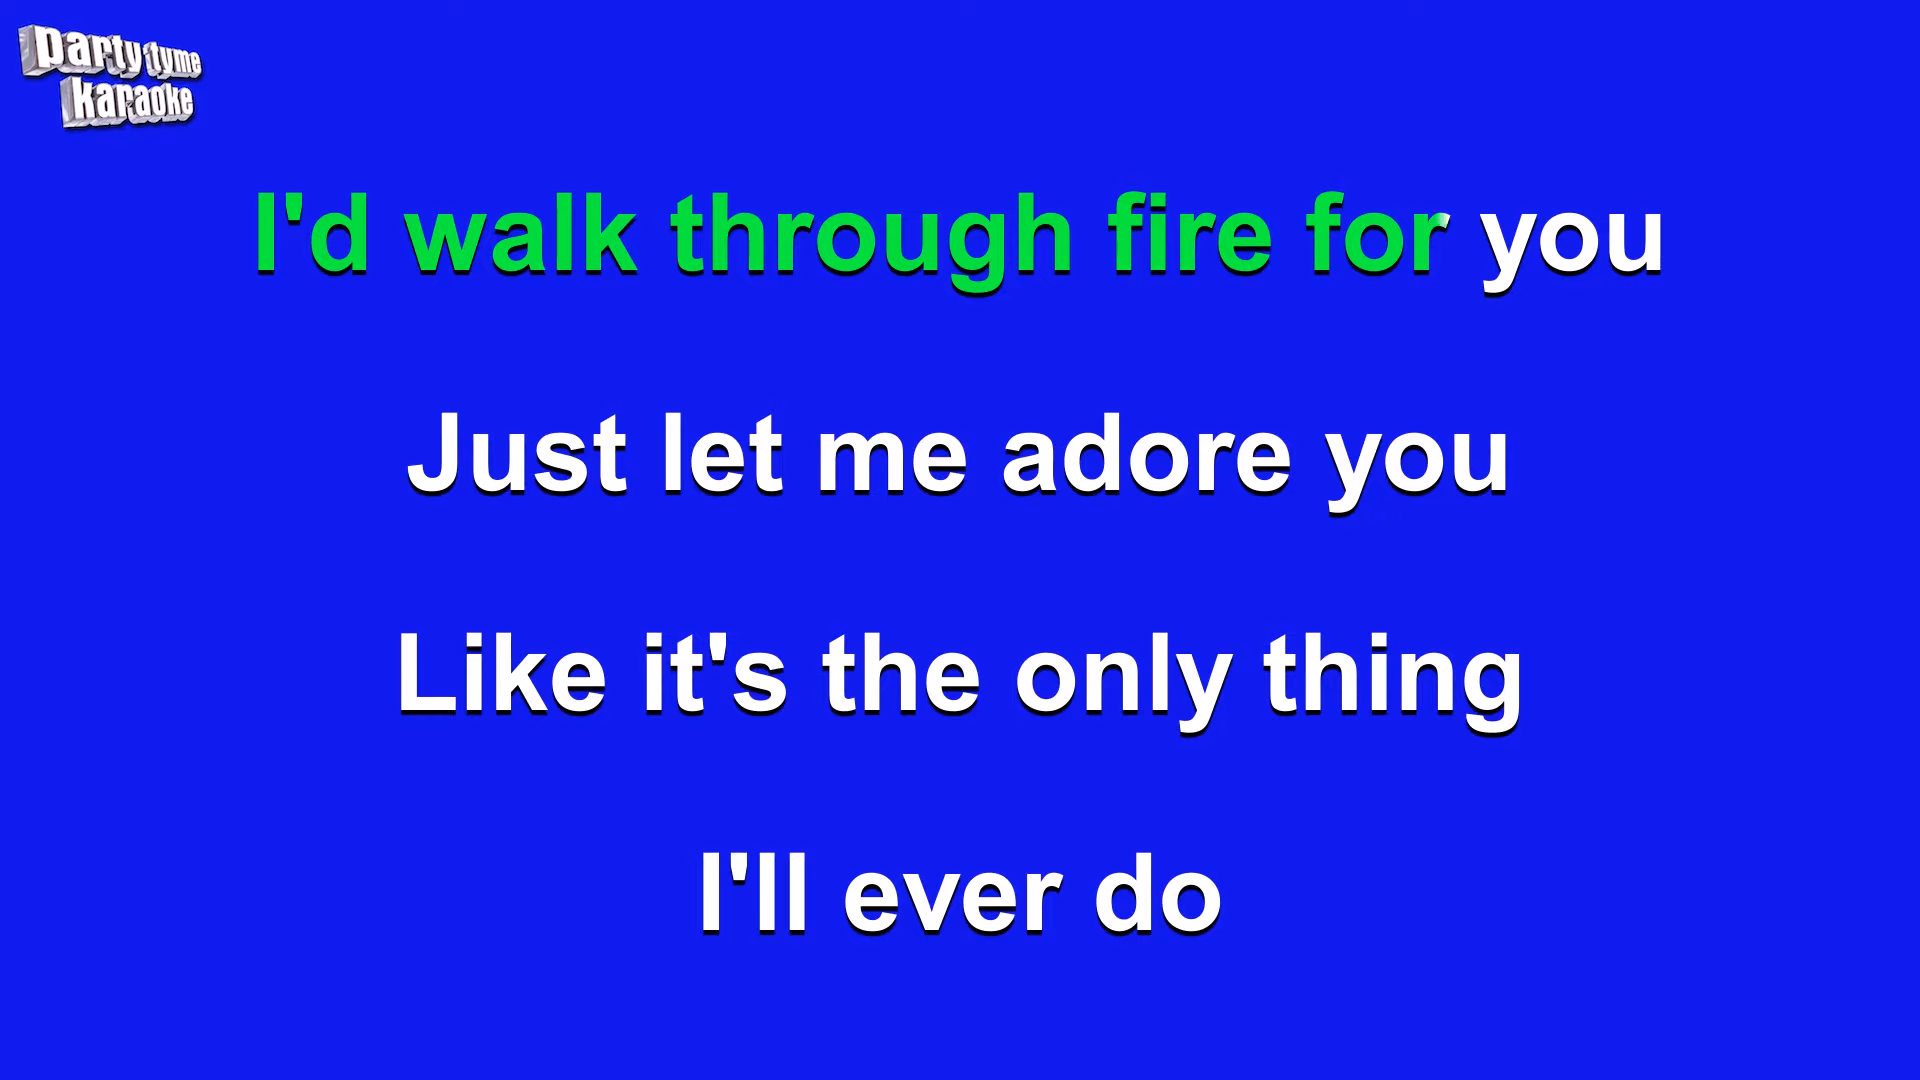 party tyme
karaoke
I'd walk through fire for you
Just let me adore you
Like it's the only thing
I'll ever do